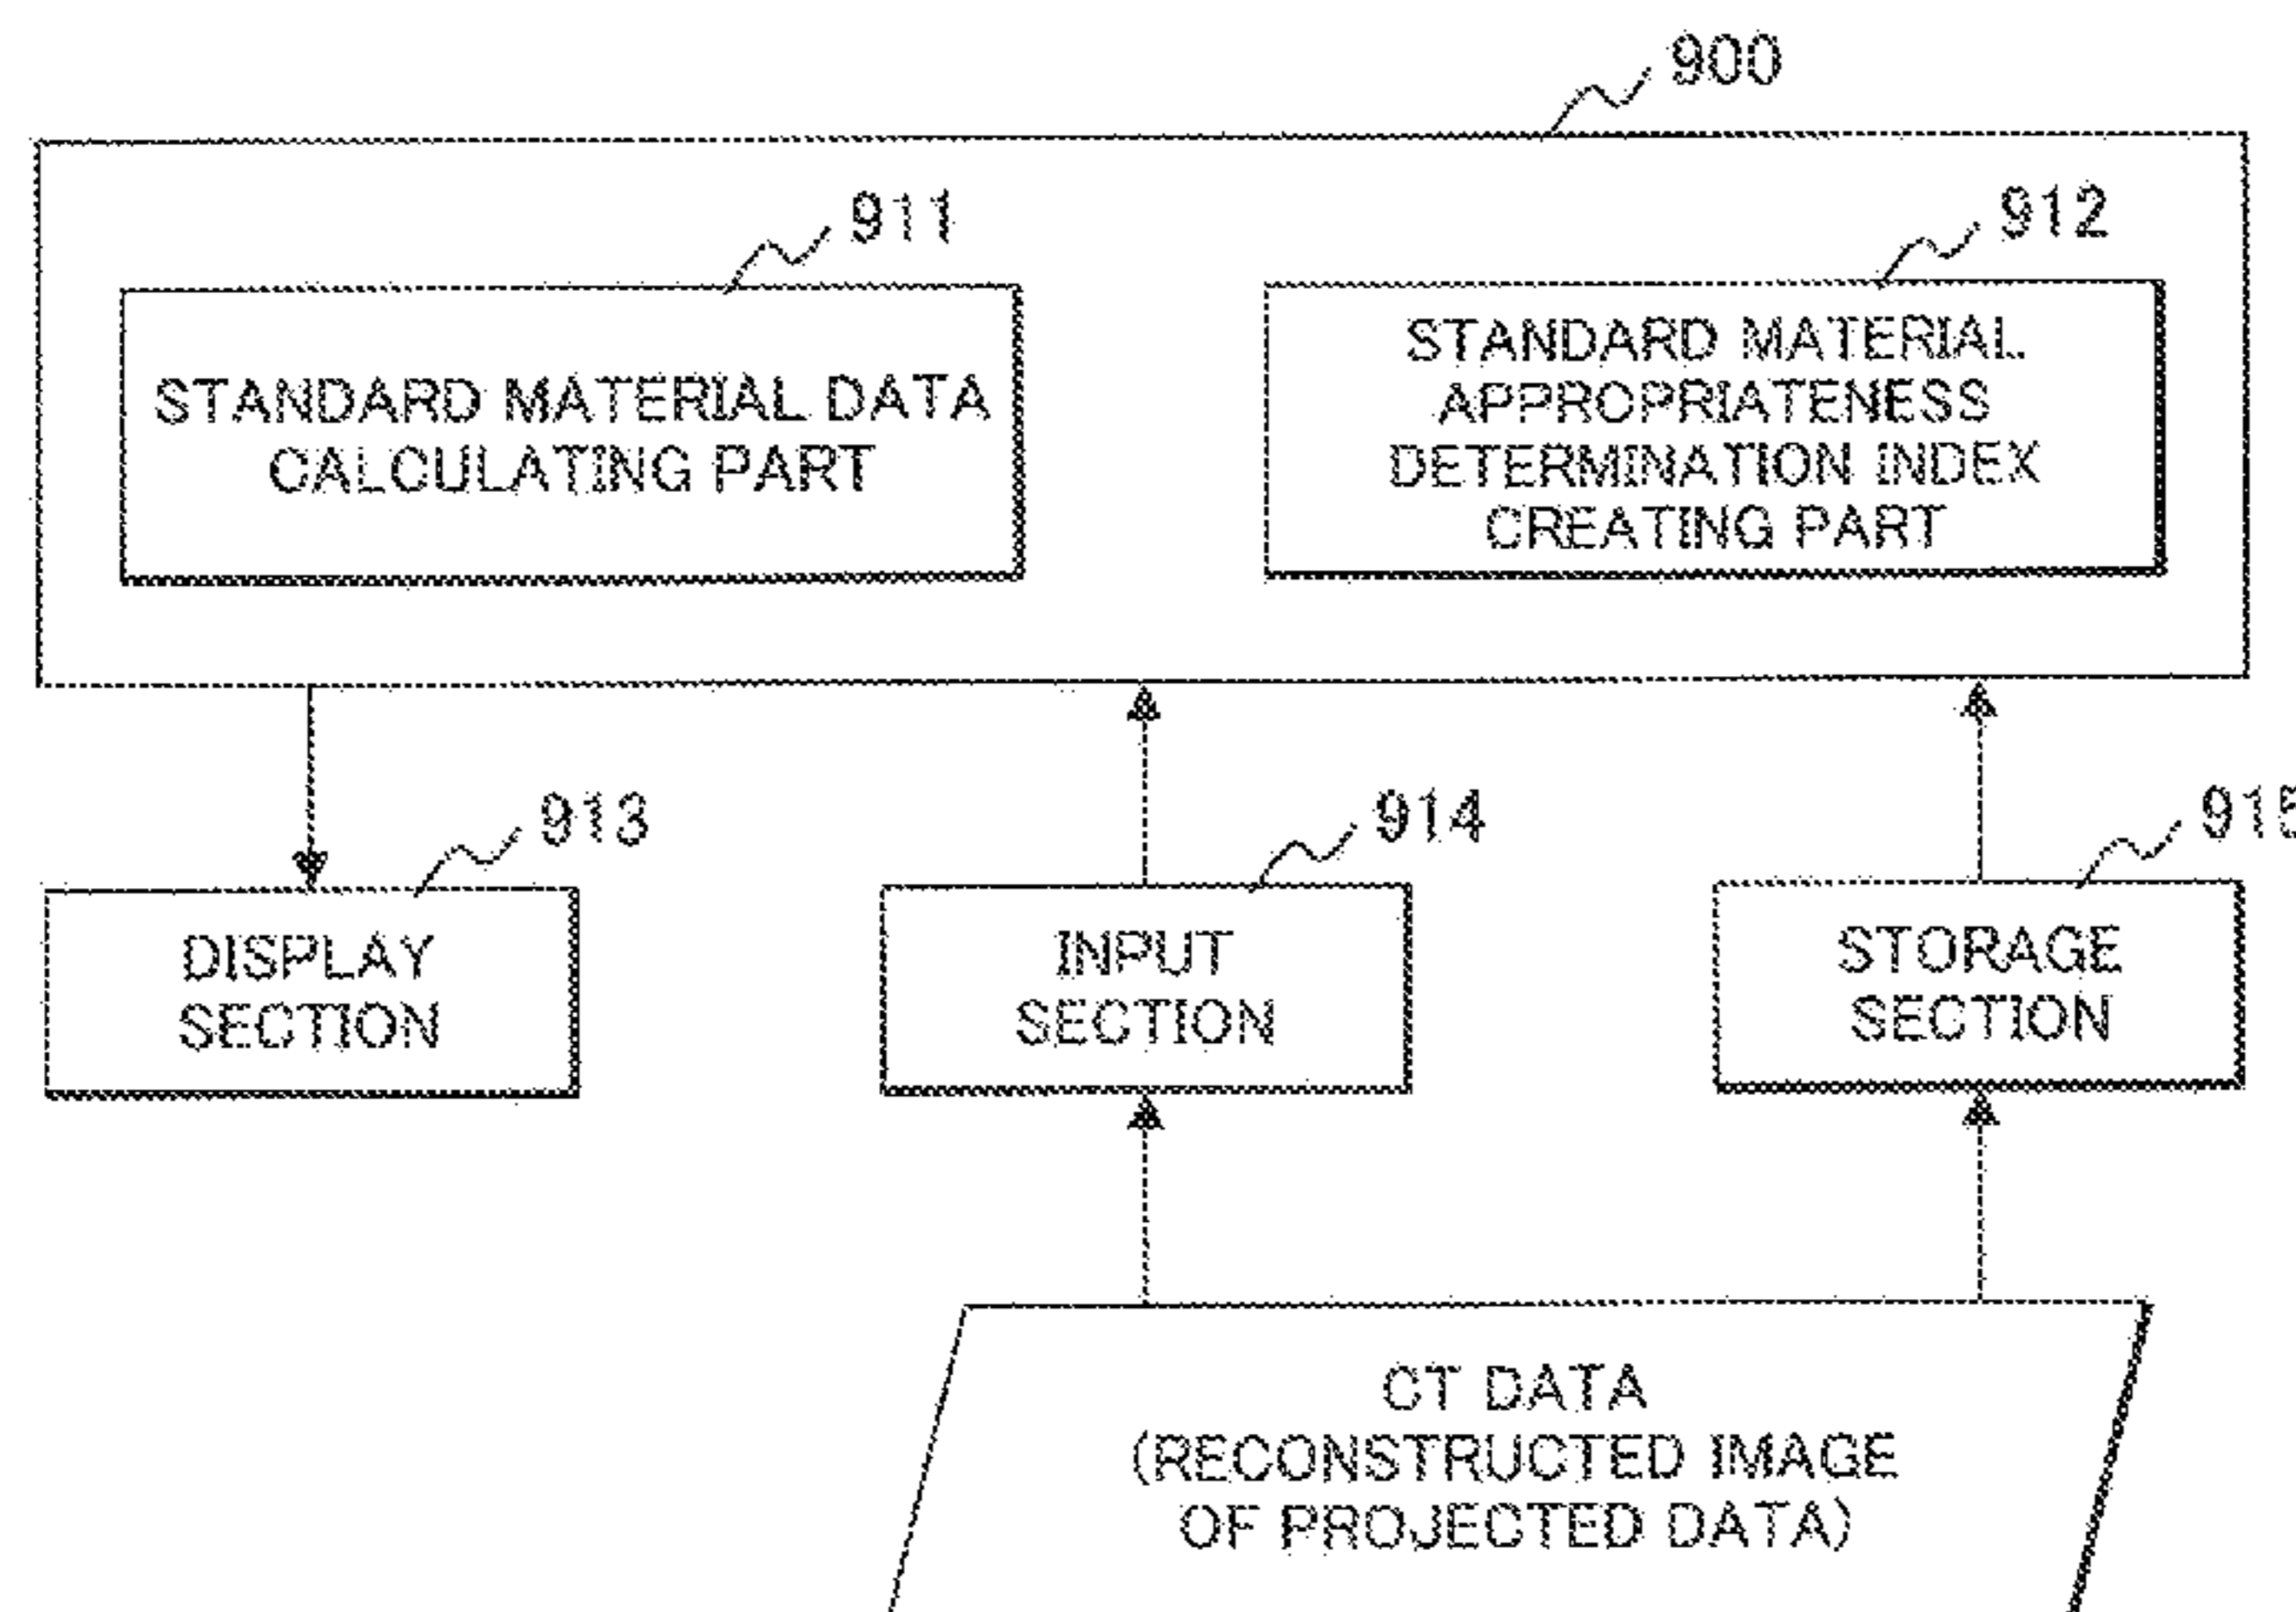 900
911
912
STANDARD MATERIAL DATA
CALCULATING PART
STANDARD MATERIAL
APPROPRIATENESS
DETERMINATION INDEX
CREATING PART
913
914
915
DISPLAY
SECTION
INPUT
SECTION
STORAGE
SECTION
CT DATA
(RECONSTRUCTED IMAGE
OF PROJECTED DATA)